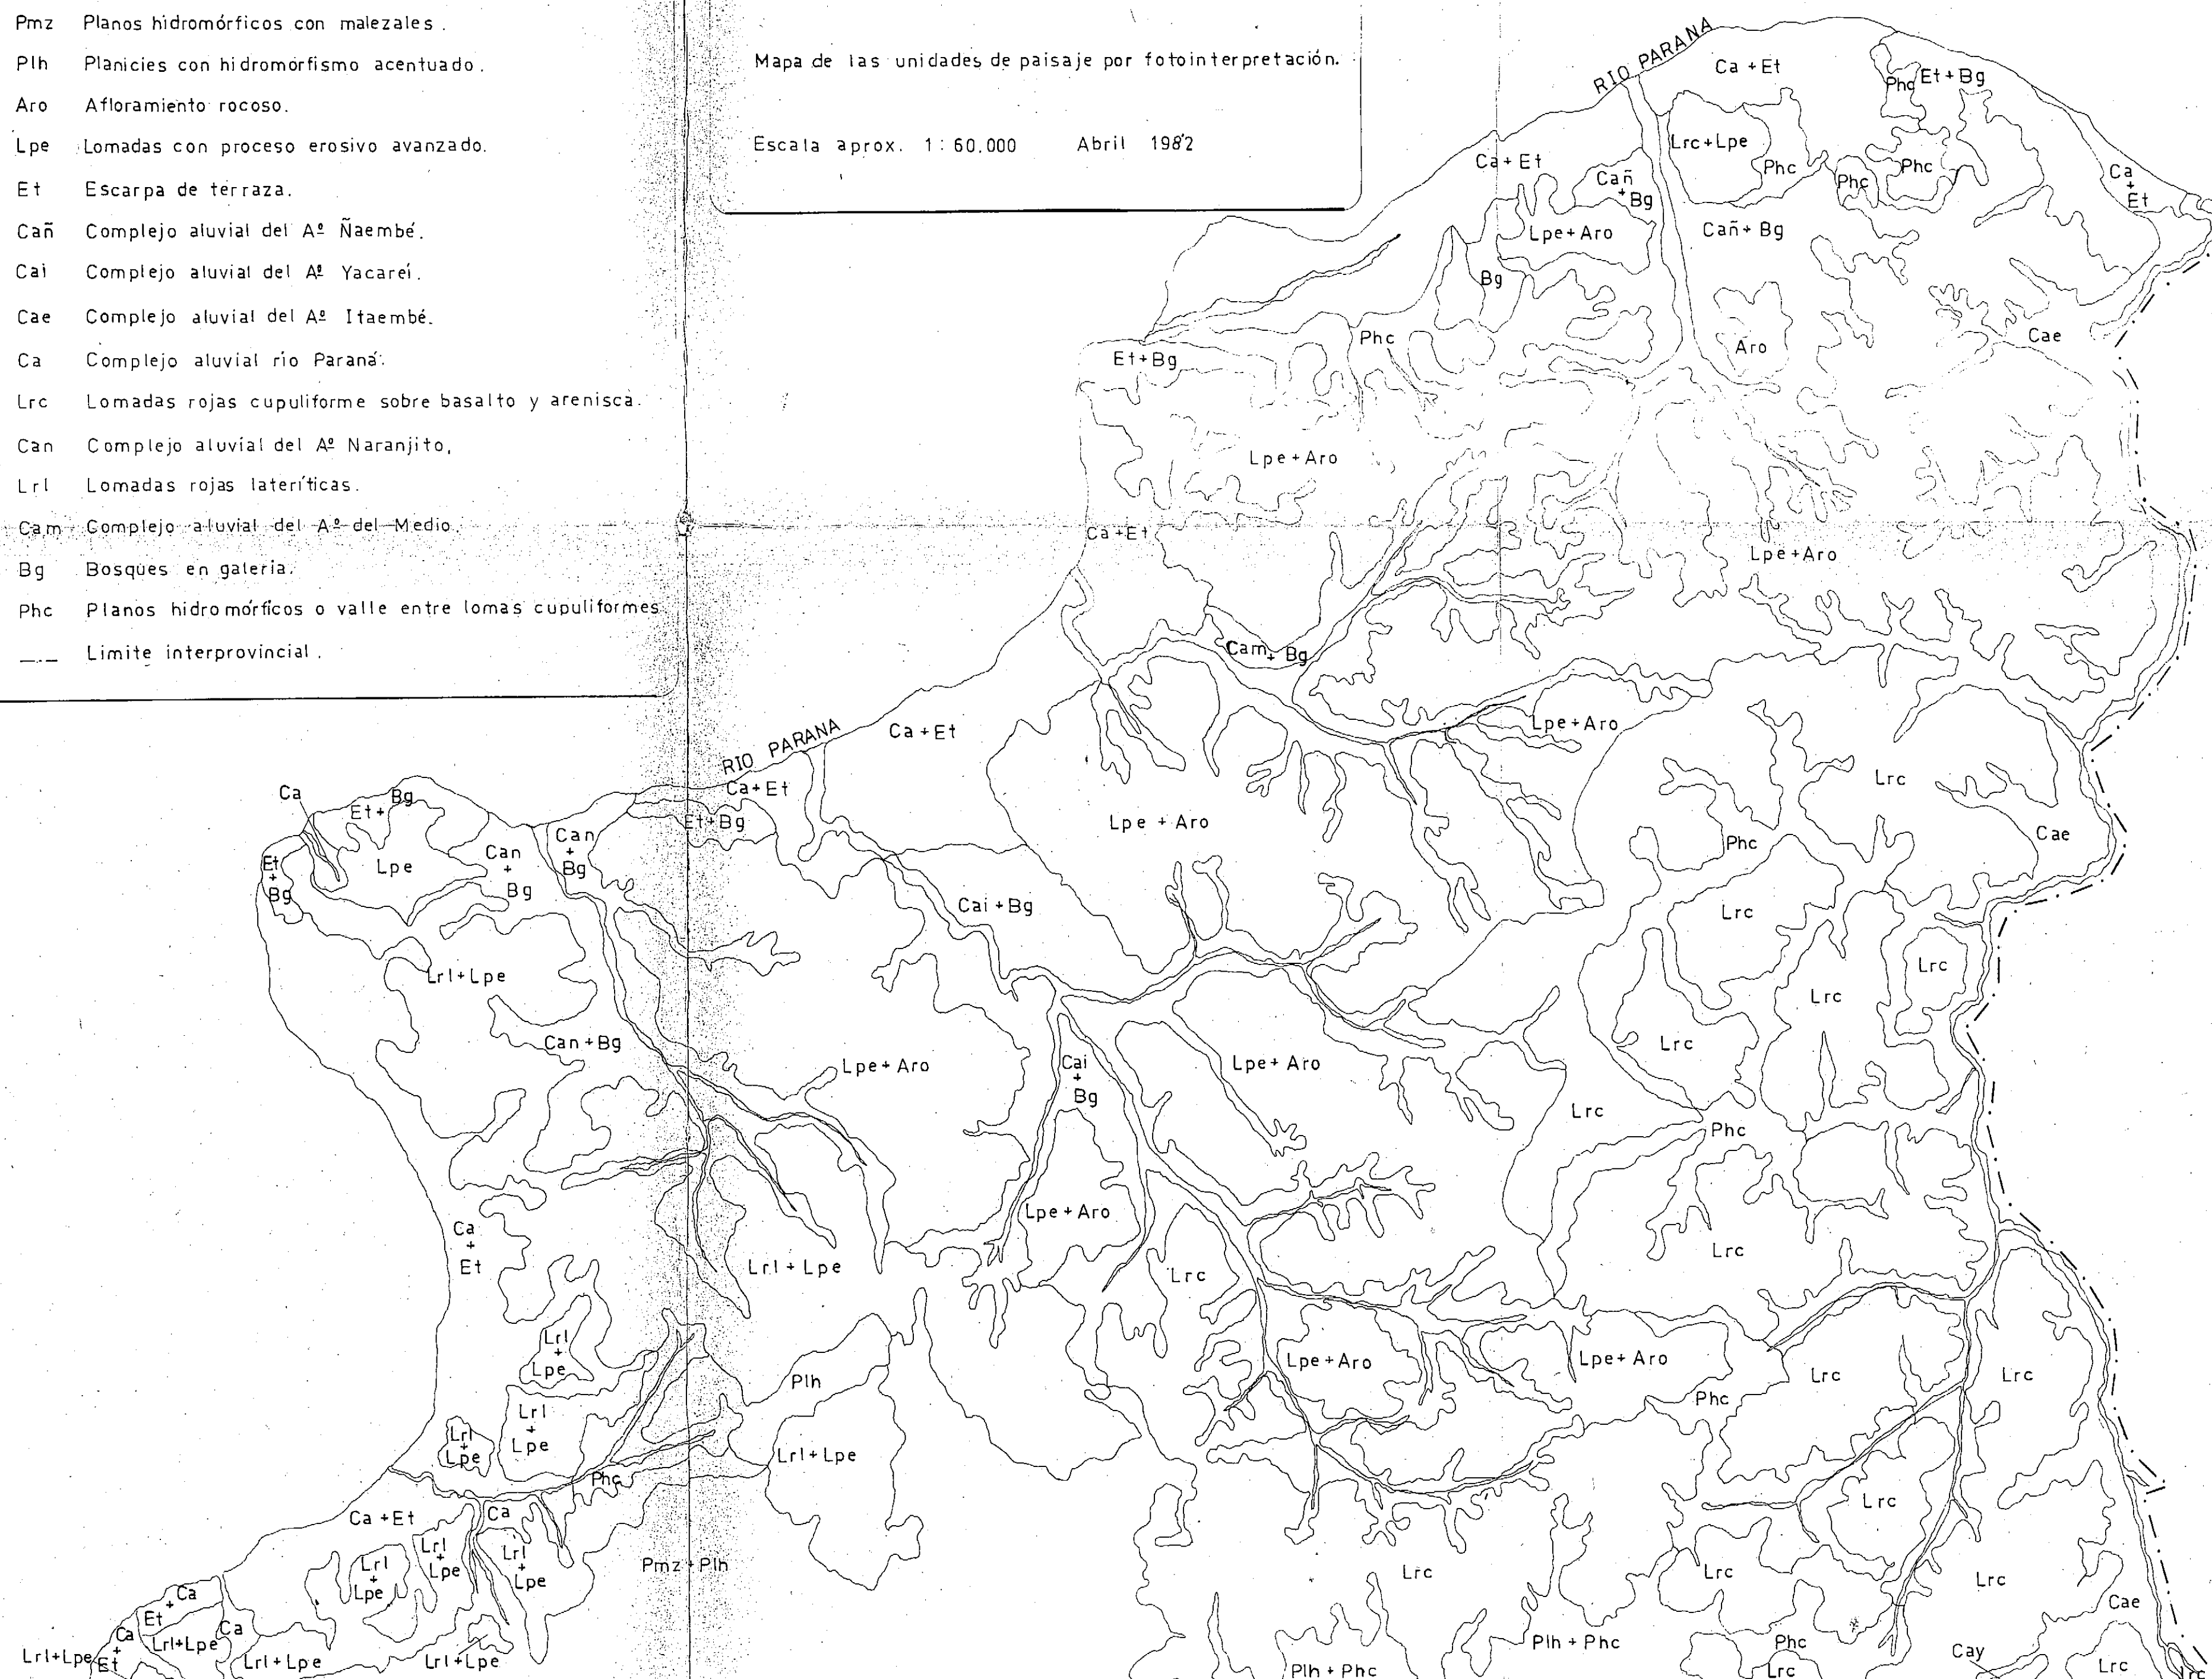 Pmz Planos hidromórficos con malezales.
Plh Planicies con hidromorfismo acentuado.
Aro Afloramiento rocoso.
Lpe Lomadas con proceso erosivo avanzado.
Et Escarpa de terraza.
Cañ Complejo aluvial del Aº Ñaembé.
Cai Complejo aluvial del Aº Yacareí.
Cae Complejo aluvial del Aº Itaembé.
Ca Complejo aluvial río Paraná.
Lrc Lomadas rojas cupuliforme sobre basalto y arenisca.
Can Complejo aluvial del Aº Naranjito,
Lrl Lomadas rojas lateríticas.
Cam Complejo aluvial del Aº del Medio.
Bg Bosques en galería.
Phc Planos hidromórficos o valle entre lomas cupuliformes
Limite interprovincial.
Mapa de las unidades de paisaje por fotointerpretación.
Escala aprox. 1:60.000 Abril 1982
RIO PARANA
Ca + Et
Phc
Et + Bg
Lrc + Lpe
Phc
Phc
Phc
Ca + Et
Ca + Et
Cañ + Bg
Lpe + Aro
Cañ + Bg
Bg
Phc
Et + Bg
Aro
Cae
Lpe + Aro
Ca + Et
Lpe + Aro
Cam + Bg
Lpe + Aro
RIO PARANA
Ca + Et
Ca + Et
Et + Bg
Lrc
Ca
Et + Bg
Can + Bg
Can + Bg
Lpe
Et + Bg
Lpe + Aro
Phc
Cae
Cai + Bg
Lrc
Lrl + Lpe
Lrc
Lrc
Can + Bg
Lpe + Aro
Cai + Bg
Lpe + Aro
Lrc
Lrc
Phc
Lpe + Aro
Ca + Et
Lrl + Lpe
Lrc
Lrc
Lrl + Lpe
Lpe + Aro
Lpe + Aro
Lrc
Lrc
Plh
Phc
Lrl + Lpe
Lrl + Lpe
Lrl + Lpe
Phc
Ca + Et
Ca
Lrc
Lrl + Lpe
Lrl + Lpe
Lrl + Lpe
Pmz + Plh
Lrc
Lrc
Lrc
Cae
Ca + Et
Ca
Ca + Et
Lrl + Lpe
Lrl + Lpe
Lrl + Lpe
Lrl + Lpe
Plh + Phc
Plh + Phc
Phc
Lrc
Cay
Lrc